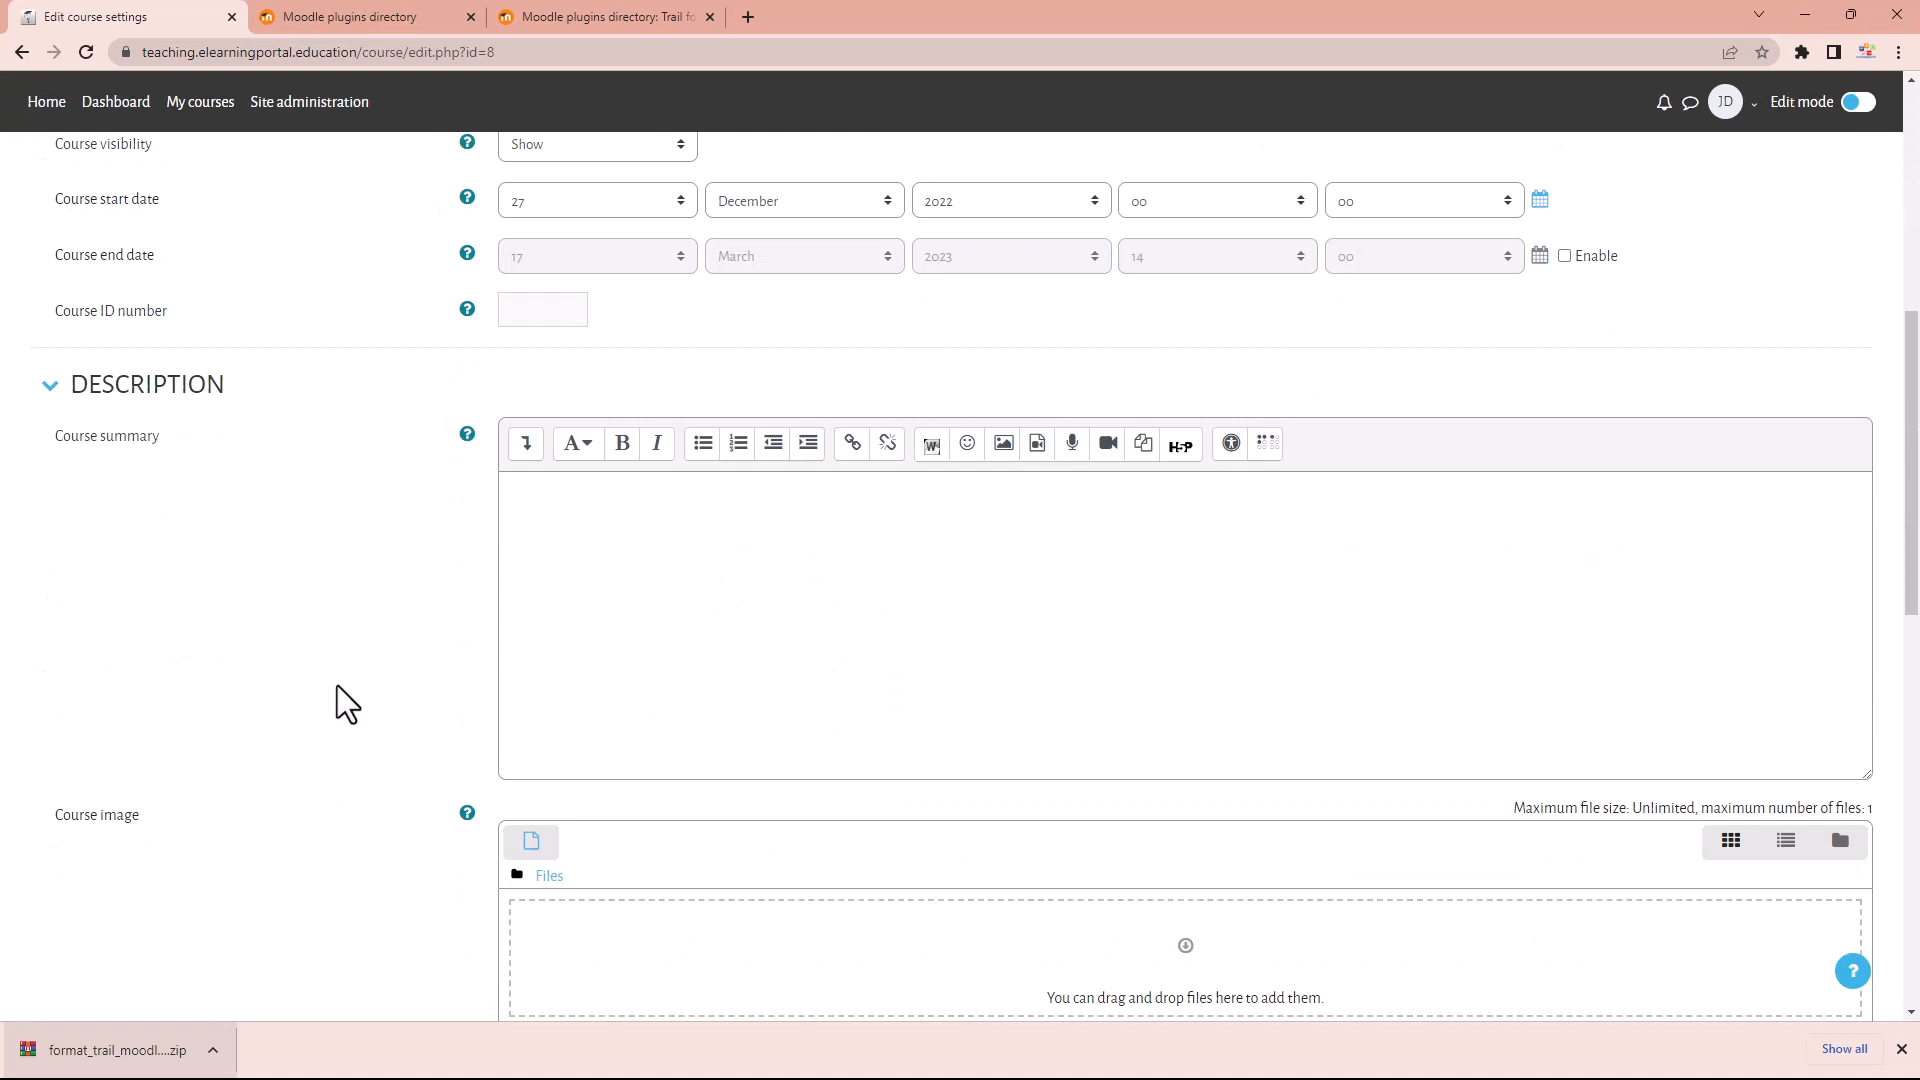 Edit course settings
Moodle plugins directory
Moodle plugins directory: Trail fo
teaching.elearningportal.education/course/edit.php?id=8
Home Dashboard My courses Site administration
JD Edit mode
Course visibility ? Show
Course start date ? 27 December 2022 00 00
Course end date ? 17 March 2023 14 00 Enable
Course ID number ?
DESCRIPTION
Course summary ? A B I W H5P
Course image ? Maximum file size: Unlimited, maximum number of files: 1
Files
You can drag and drop files here to add them.
?
format_trail_moodl....zip Show all